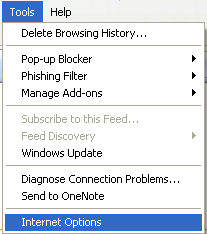 Tools Help
Delete Browsing History...
Pop-up Blocker
Phishing Filter
Manage Add-ons
Subscribe to this Feed...
Feed Discovery
Windows Update
Diagnose Connection Problems...
Send to OneNote
Internet Options